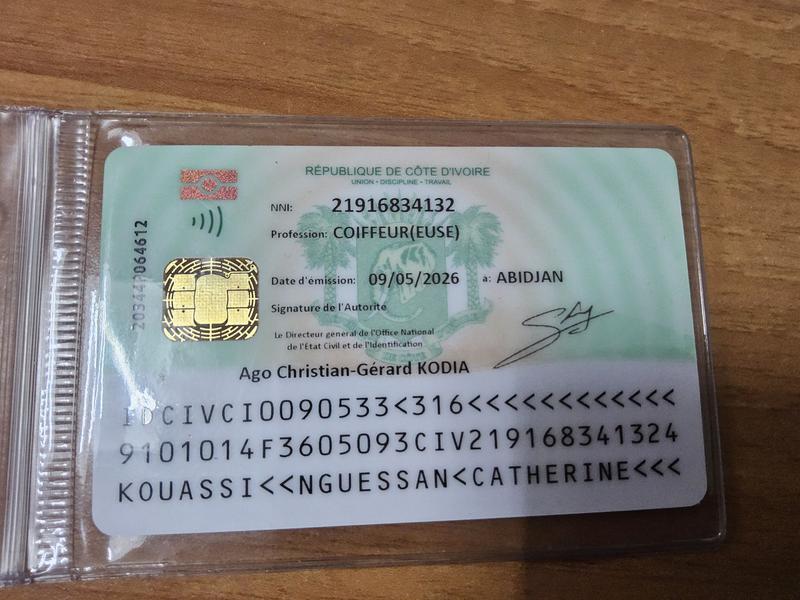 RÉPUBLIQUE DE CÔTE D'IVOIRE
UNION - DISCIPLINE - TRAVAIL
NNI: 21916834132
Profession: COIFFEUR(EUSE)
Date d'émission: 09/05/2026 à: ABIDJAN
Signature de l'Autorité
Le Directeur general de l'Office National
de l'État Civil et de l'Identification
Ago Christian-Gérard KODIA
IDCIVCI0090533<316<<<<<<<<<<<<
9101014F3605093CIV219168341324
KOUASSI<<NGUESSAN<CATHERINE<<<